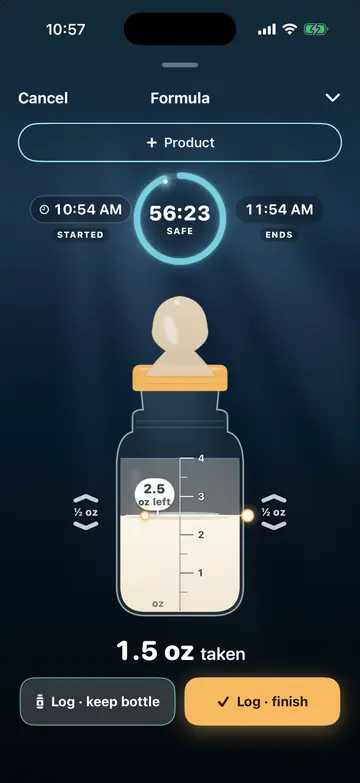 10:57
Cancel
Formula
+ Product
10:54 AM
STARTED
56:23
SAFE
11:54 AM
ENDS
4
3
2
1
oz
2.5
oz left
½ oz
½ oz
1.5 oz taken
Log · keep bottle
✓ Log · finish